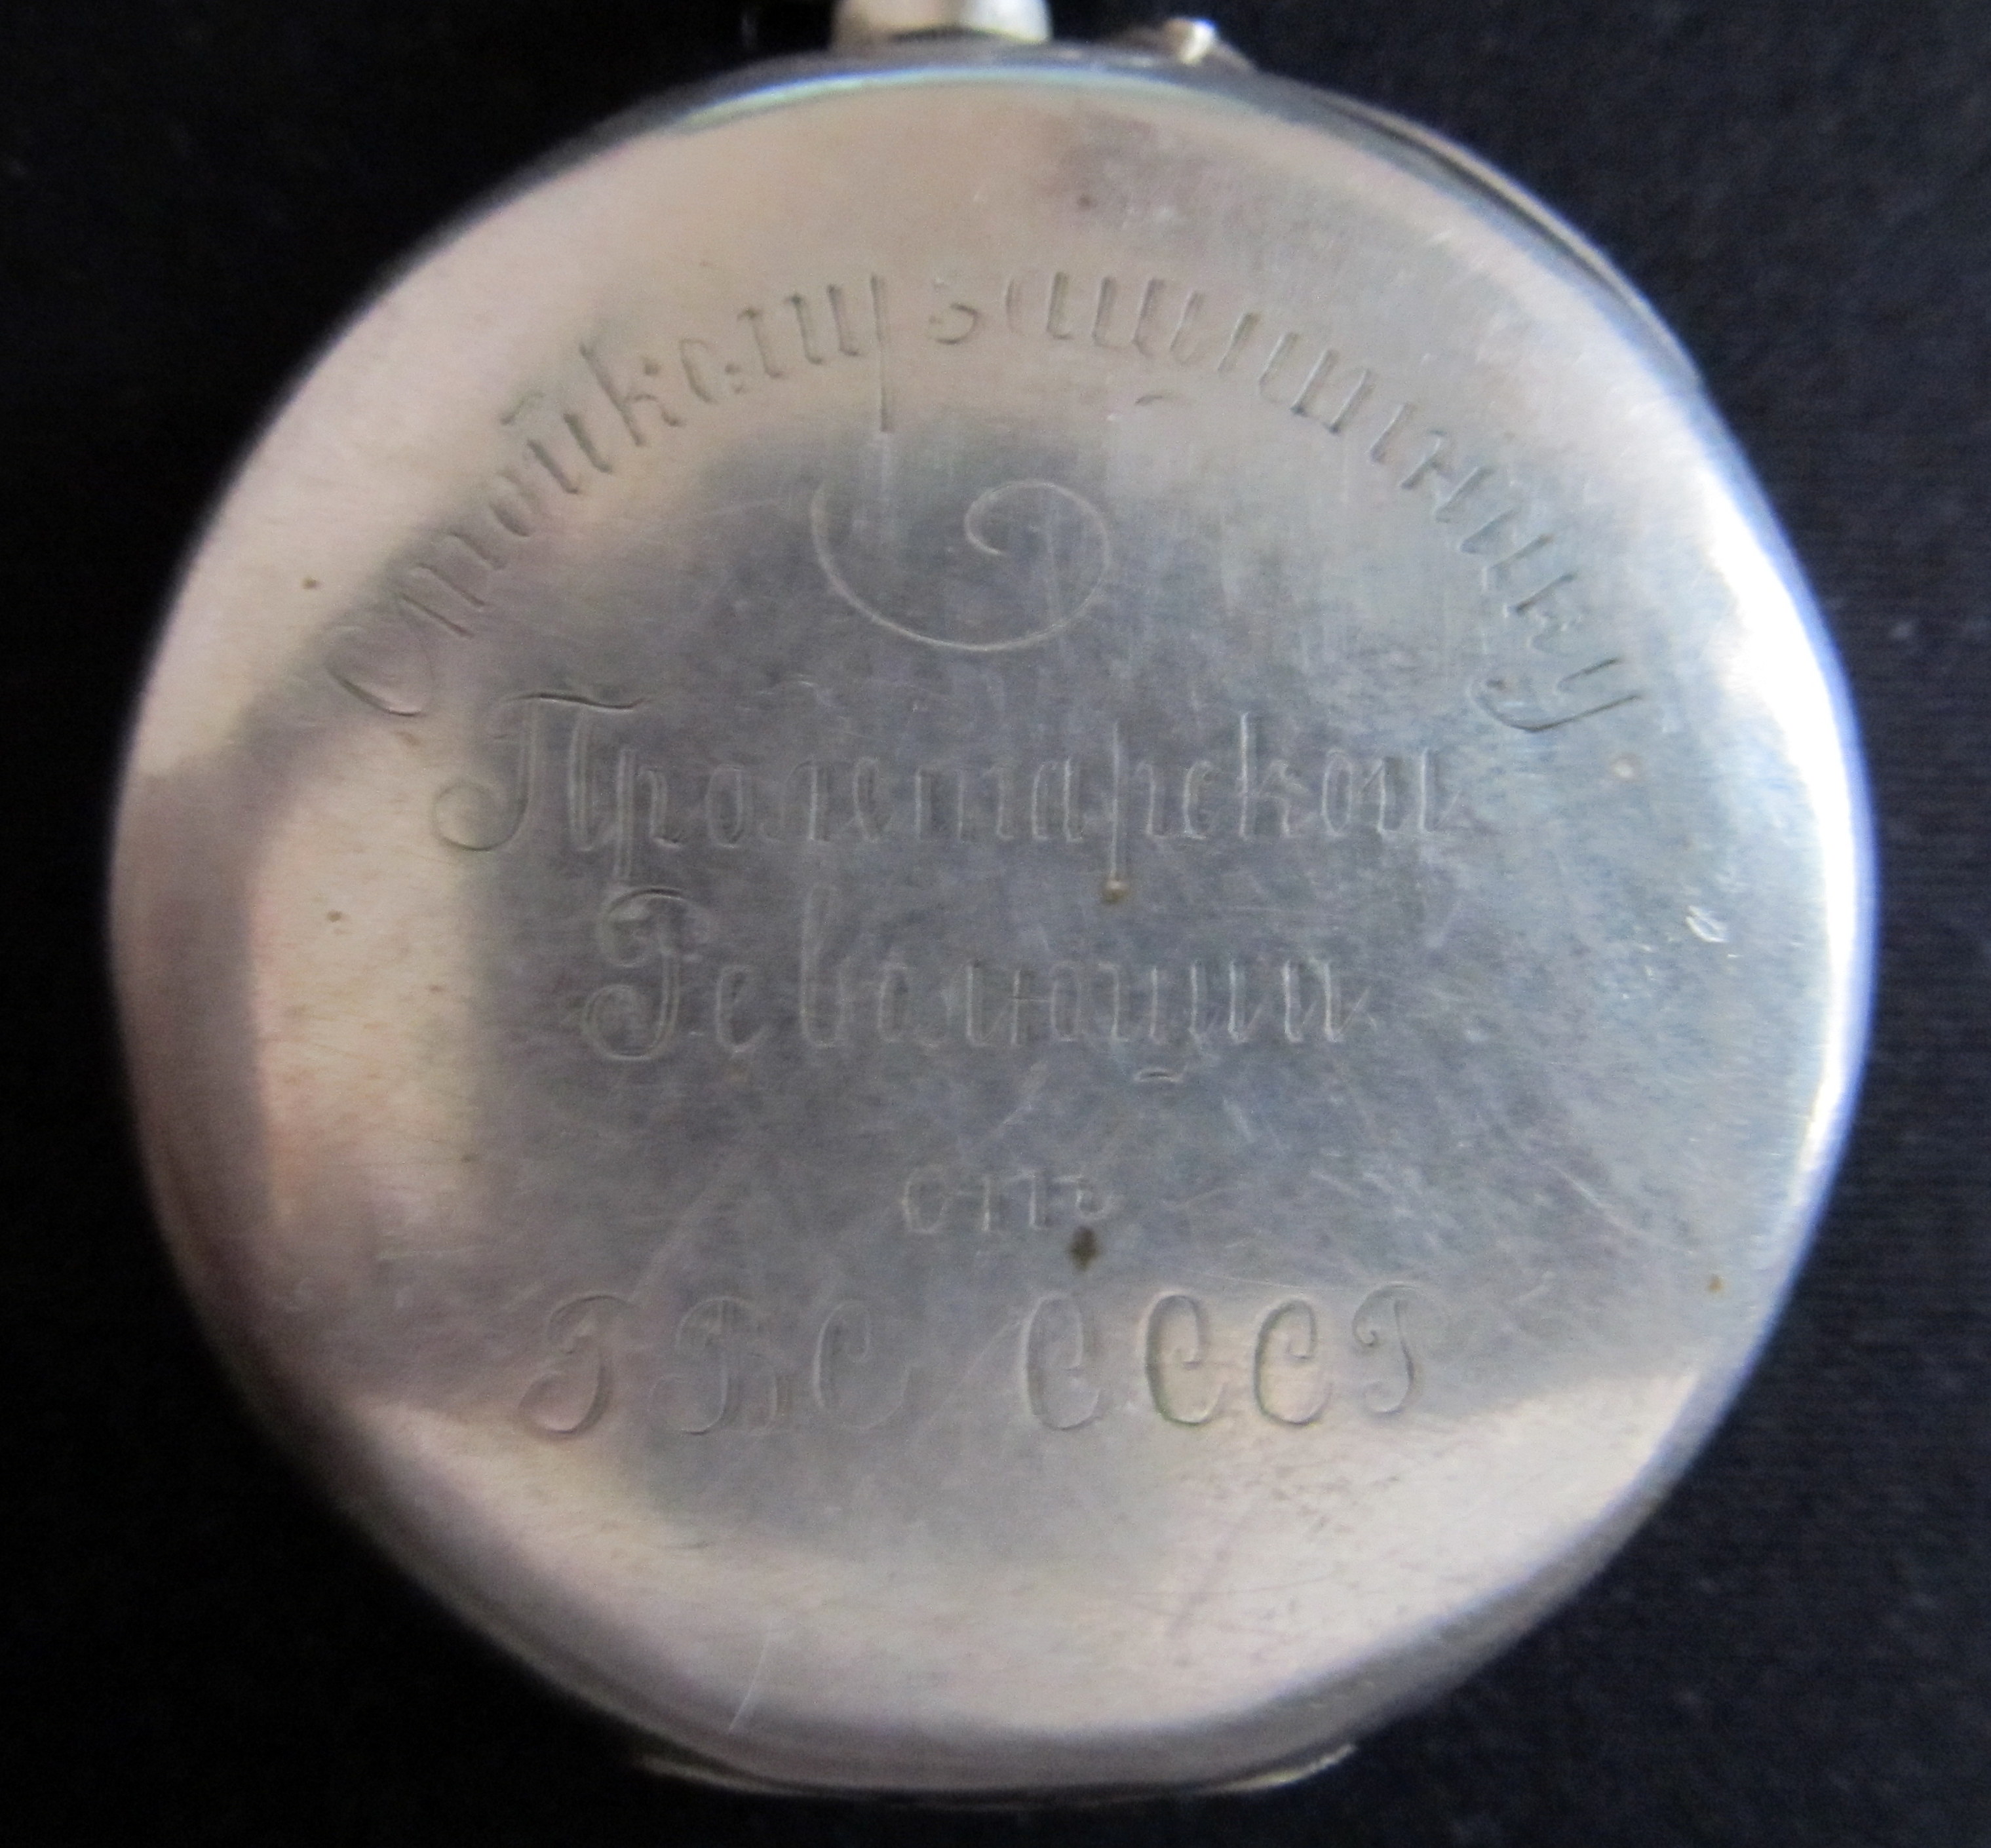 Стойкому защитнику
Пролетарской
Революции
от
РВС СССР